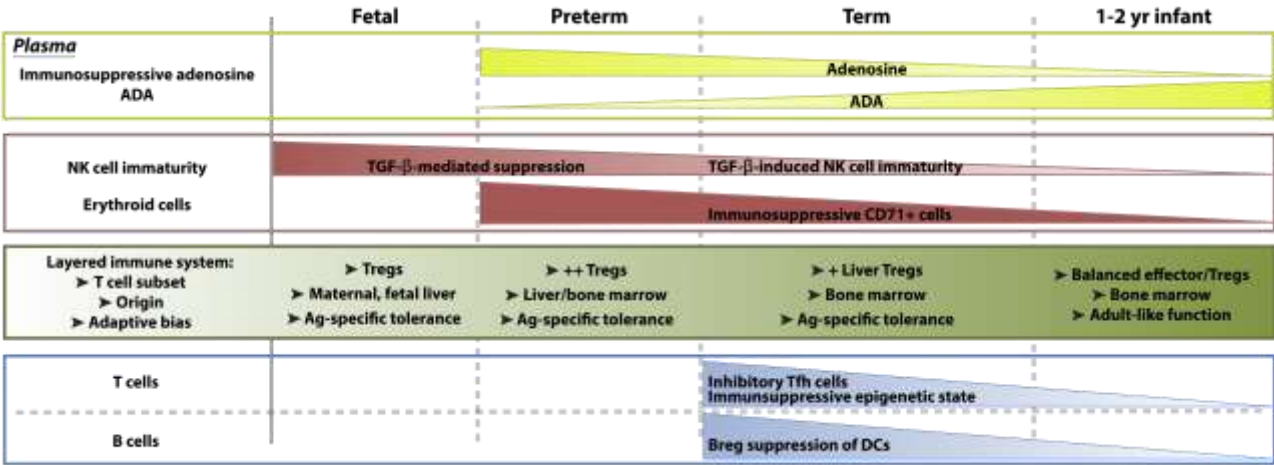 Fetal Preterm Term 1-2 yr infant
Plasma
Immunosuppressive adenosine
ADA
Adenosine
ADA
NK cell immaturity
TGF-β-mediated suppression
TGF-β-induced NK cell immaturity
Erythroid cells
Immunosuppressive CD71+ cells
Layered immune system:
➤ T cell subset
➤ Origin
➤ Adaptive bias
➤ Tregs
➤ Maternal, fetal liver
➤ Ag-specific tolerance
➤ ++ Tregs
➤ Liver/bone marrow
➤ Ag-specific tolerance
➤ + Liver Tregs
➤ Bone marrow
➤ Ag-specific tolerance
➤ Balanced effector/Tregs
➤ Bone marrow
➤ Adult-like function
T cells
Inhibitory Tfh cells
Immunsuppressive epigenetic state
B cells
Breg suppression of DCs